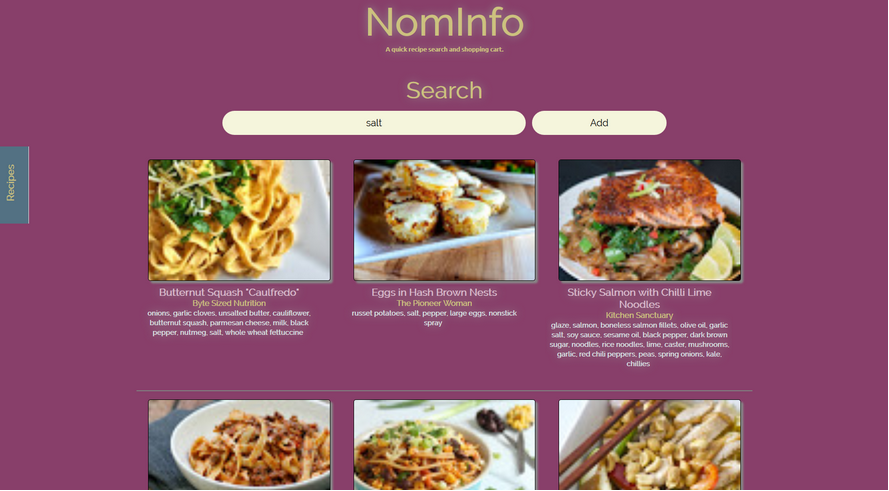 NomInfo
A quick recipe search and shopping cart.
Search
salt
Add
Recipes
Butternut Squash "Caulfredo"
Byte Sized Nutrition
onions, garlic cloves, unsalted butter, cauliflower,
butternut squash, parmesan cheese, milk, black
pepper, nutmeg, salt, whole wheat fettuccine
Eggs in Hash Brown Nests
The Pioneer Woman
russet potatoes, salt, pepper, large eggs, nonstick
spray
Sticky Salmon with Chilli Lime
Noodles
Kitchen Sanctuary
glaze, salmon, boneless salmon fillets, olive oil, garlic
salt, soy sauce, sesame oil, black pepper, dark brown
sugar, noodles, rice noodles, lime, caster, mushrooms,
garlic, red chili peppers, peas, spring onions, kale,
chillies